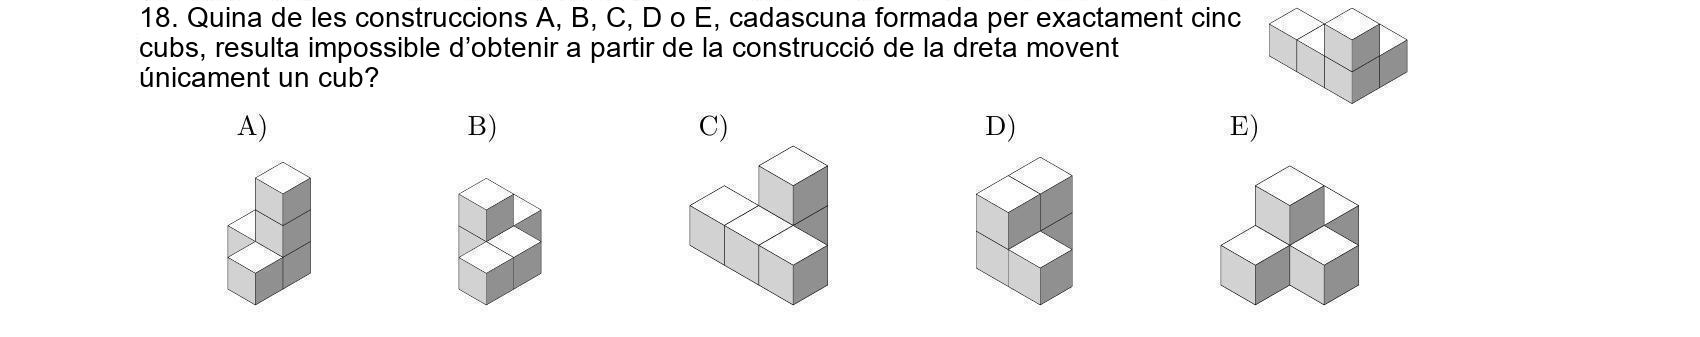 18. Quina de les construccions A, B, C, D o E, cadascuna formada per exactament cinc
cubs, resulta impossible d’obtenir a partir de la construcció de la dreta movent
únicament un cub?
A) B) C) D) E)